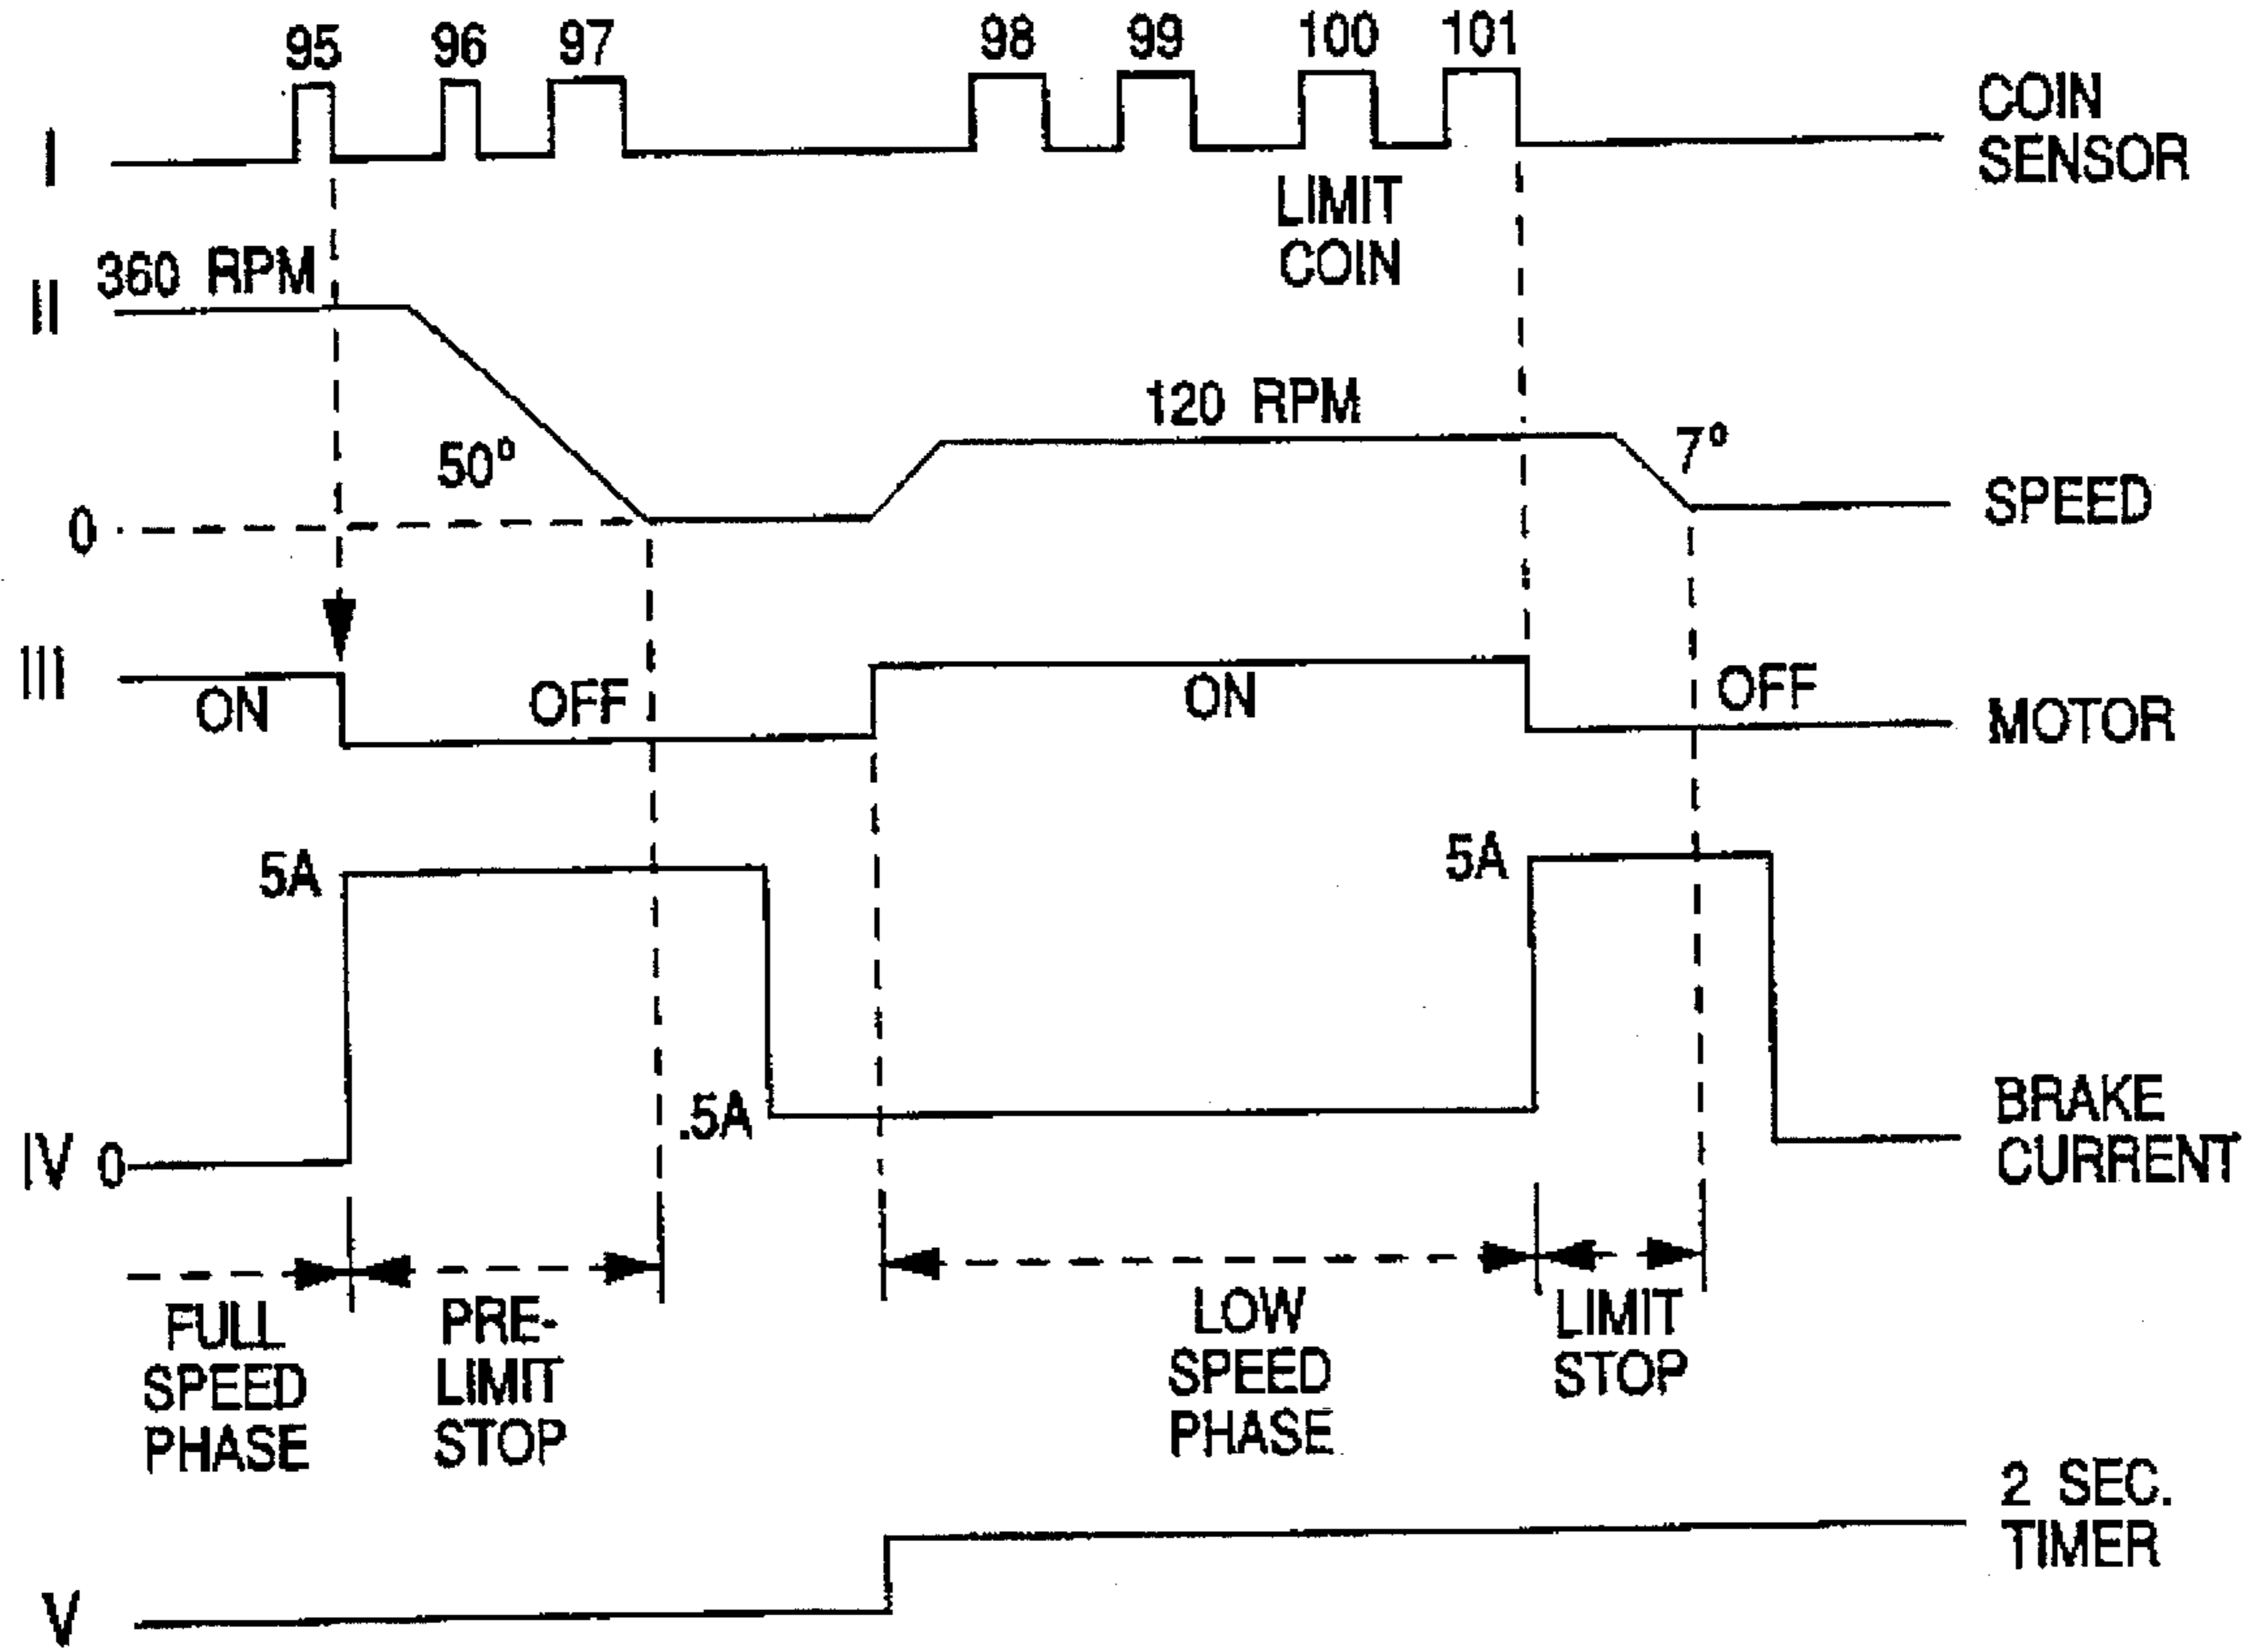 95 96 97 98 99 100 101
I
COIN
SENSOR
LIMIT
COIN
II 360 RPM
120 RPM
50°
7°
0
SPEED
III
ON OFF ON OFF
MOTOR
5A 5A
.5A
IV 0
BRAKE
CURRENT
FULL
SPEED
PHASE
PRE-
LIMIT
STOP
LOW
SPEED
PHASE
LIMIT
STOP
2 SEC.
TIMER
V